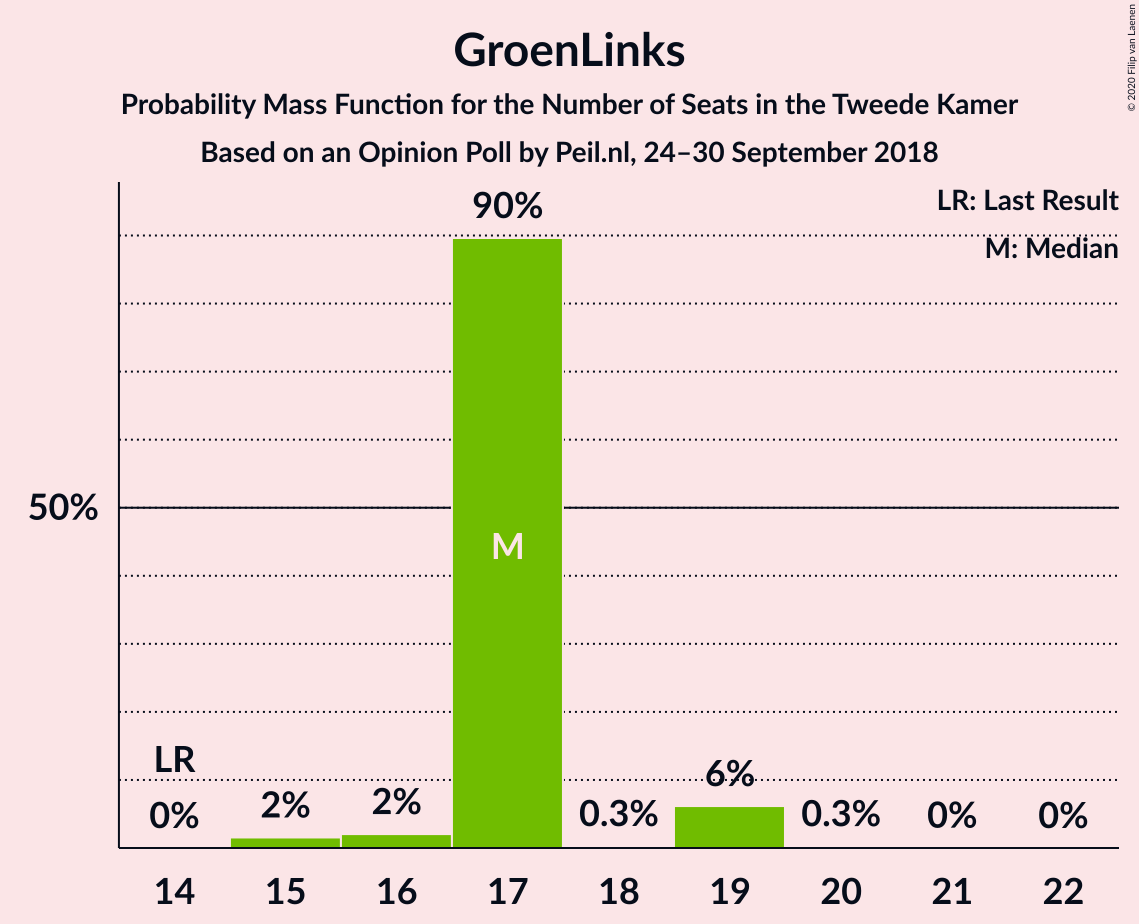 GroenLinks
Probability Mass Function for the Number of Seats in the Tweede Kamer
Based on an Opinion Poll by Peil.nl, 24–30 September 2018
© 2020 Filip van Laenen
LR: Last Result
M: Median
90%
50%
M
LR
0%
2%
2%
0.3%
6%
0.3%
0%
0%
14 15 16 17 18 19 20 21 22